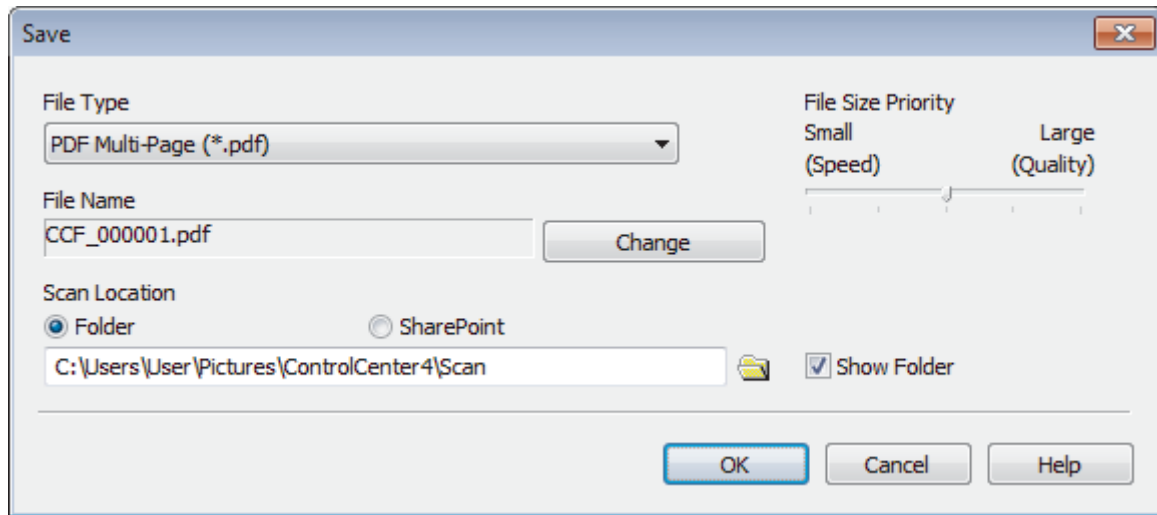 Save
File Type
PDF Multi-Page (*.pdf)
File Size Priority
Small Large
(Speed) (Quality)
File Name
CCF_000001.pdf
Change
Scan Location
Folder SharePoint
C:\Users\User\Pictures\ControlCenter4\Scan
Show Folder
OK Cancel Help